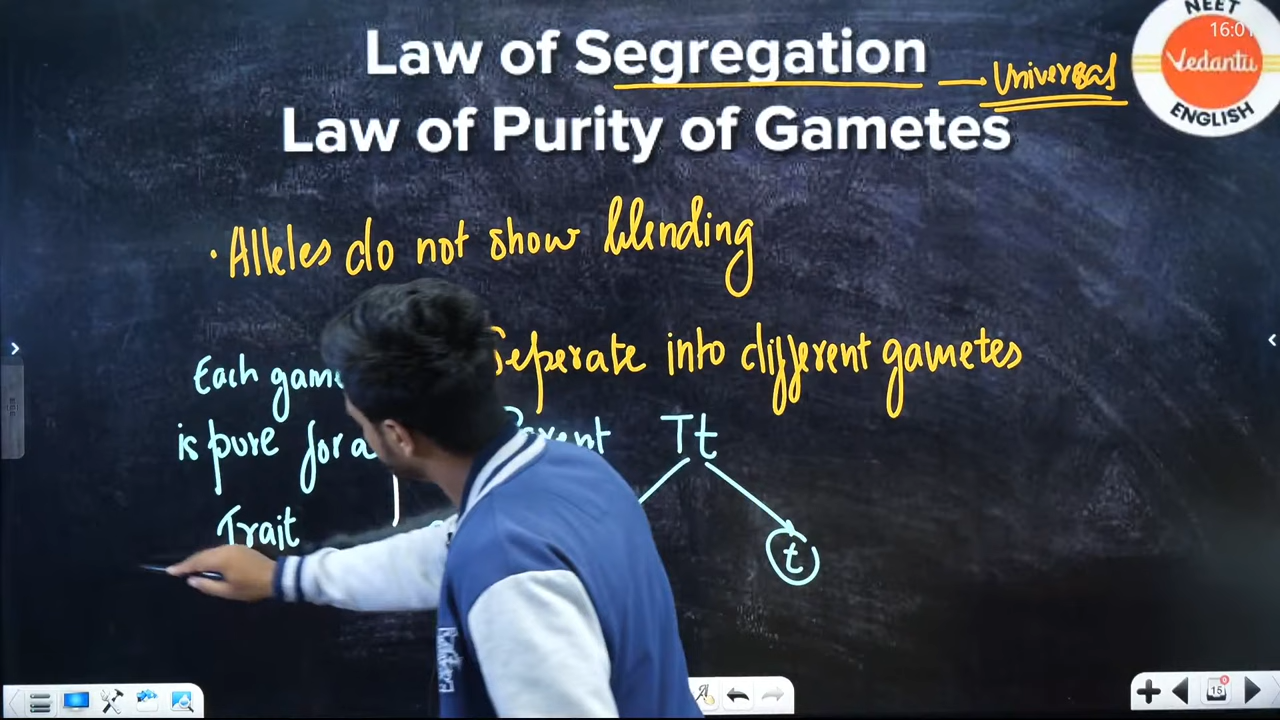 Law of Segregation → Universal
Law of Purity of Gametes
NEET
16:01
Vedantu
ENGLISH
· Alleles do not show blending
Seperate into different gametes
Each game
is pure for a
Trait
Parent Tt
t
15